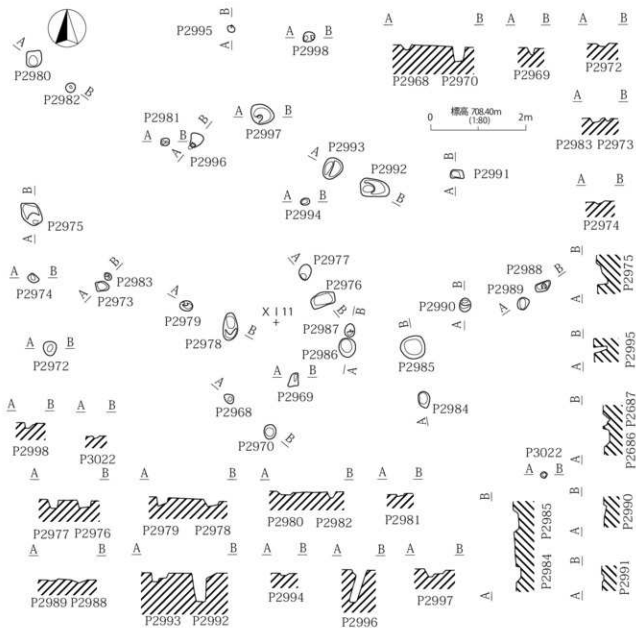 B
P2995
A
A B
P2998
A
P2980
P2982
B
A B
P2968 P2970
A B
P2969
A B
P2972
標高 708.40m
(1:80)
0 2m
A B
P2983 P2973
P2981
A B
B
A
P2996
A B
P2997
P2993
A
P2992
B
A B
P2994
B
P2991
A
A B
P2974
B
P2975
A
P2977
A
P2976
B
B
P2975
A
A B
P2974
B
P2983
A
P2973
A
P2979
P2978
B
X I 11
+
B
P2987
P2986
A
B
P2990
A
P2988
B
P2989
A
B
P2985
B
P2995
A
A B
P2972
A B
P2969
A
P2968
P2970
B
P2984
A
B
P2687
P2686
A
A B
P2998
A B
P3022
P3022
A B
A B
P2977 P2976
A B
P2979 P2978
A B
P2980 P2982
A B
P2981
B
P2985
P2984
A
B
P2990
A
A B
P2989 P2988
A B
P2993 P2992
A B
P2994
A B
P2996
A B
P2997
B
P2991
A